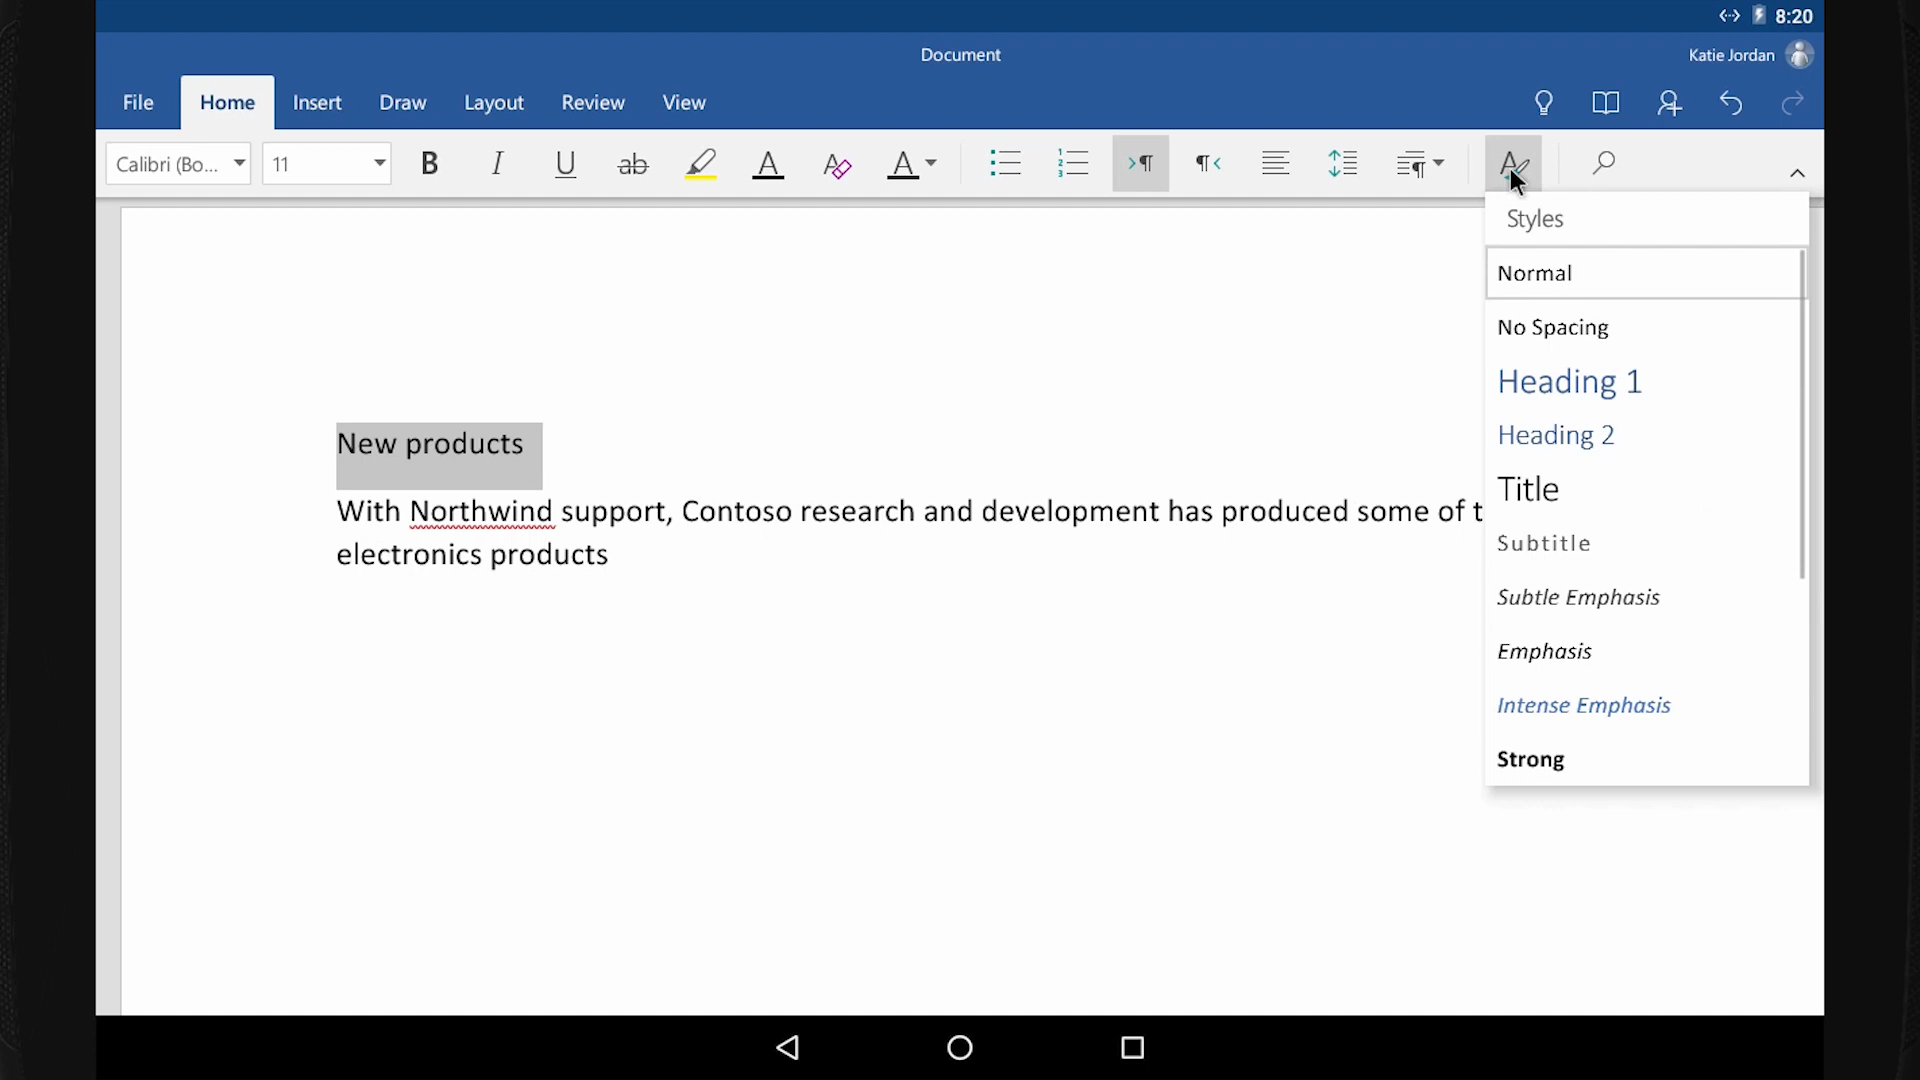 8:20
Document
Katie Jordan
File Home Insert Draw Layout Review View
Calibri (Bo... 11 B I U ab A A A
Styles
Normal
No Spacing
Heading 1
Heading 2
Title
Subtitle
Subtle Emphasis
Emphasis
Intense Emphasis
Strong
New products
With Northwind support, Contoso research and development has produced some of t
electronics products